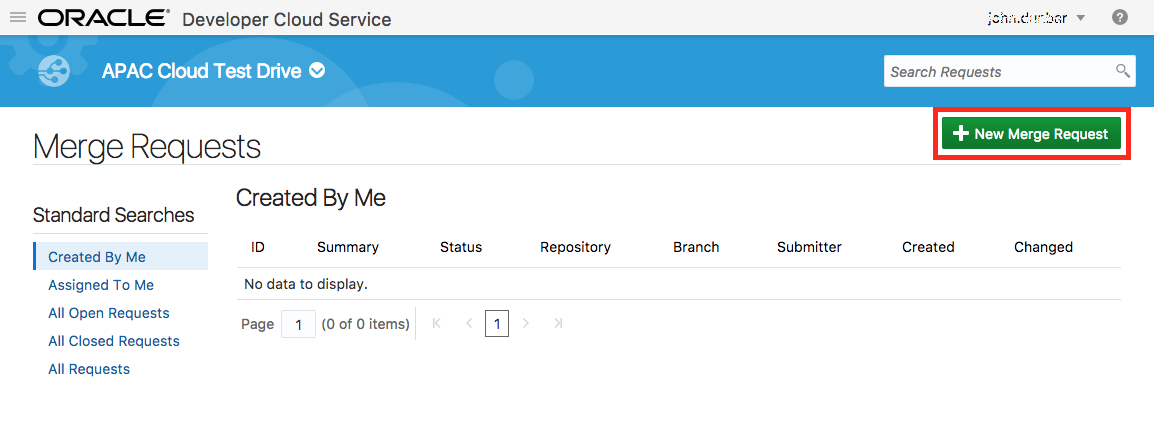 ORACLE® Developer Cloud Service
APAC Cloud Test Drive
Search Requests
Merge Requests
New Merge Request
Standard Searches
Created By Me
Assigned To Me
All Open Requests
All Closed Requests
All Requests
Created By Me
ID Summary Status Repository Branch Submitter Created Changed
No data to display.
Page 1 (0 of 0 items) 1